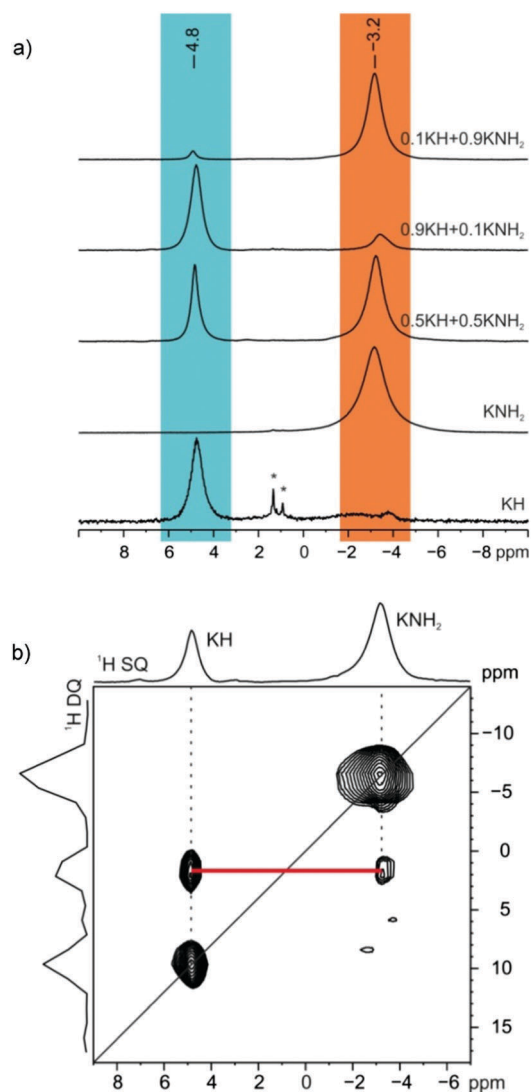 a)
4.8
−3.2
0.1KH+0.9KNH₂
0.9KH+0.1KNH₂
0.5KH+0.5KNH₂
KNH₂
* *
KH
8 6 4 2 0 −2 −4 −6 −8 ppm
b)
KH KNH₂
¹H SQ
ppm
¹H DQ
−10
−5
0
5
10
15
8 6 4 2 0 −2 −4 −6 ppm